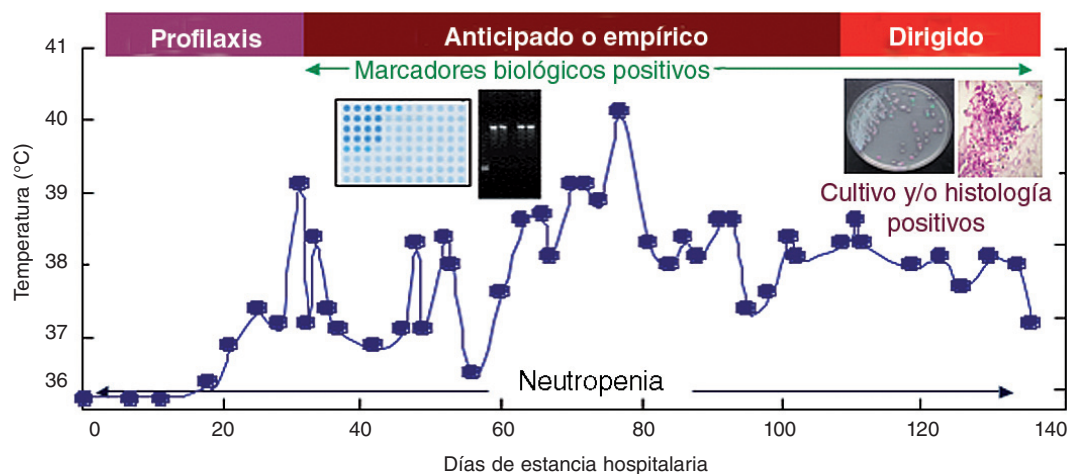 Profilaxis
Anticipado o empírico
Dirigido
Marcadores biológicos positivos
Cultivo y/o histología
positivos
Temperatura (°C)
41
40
39
38
37
36
Neutropenia
0 20 40 60 80 100 120 140
Días de estancia hospitalaria